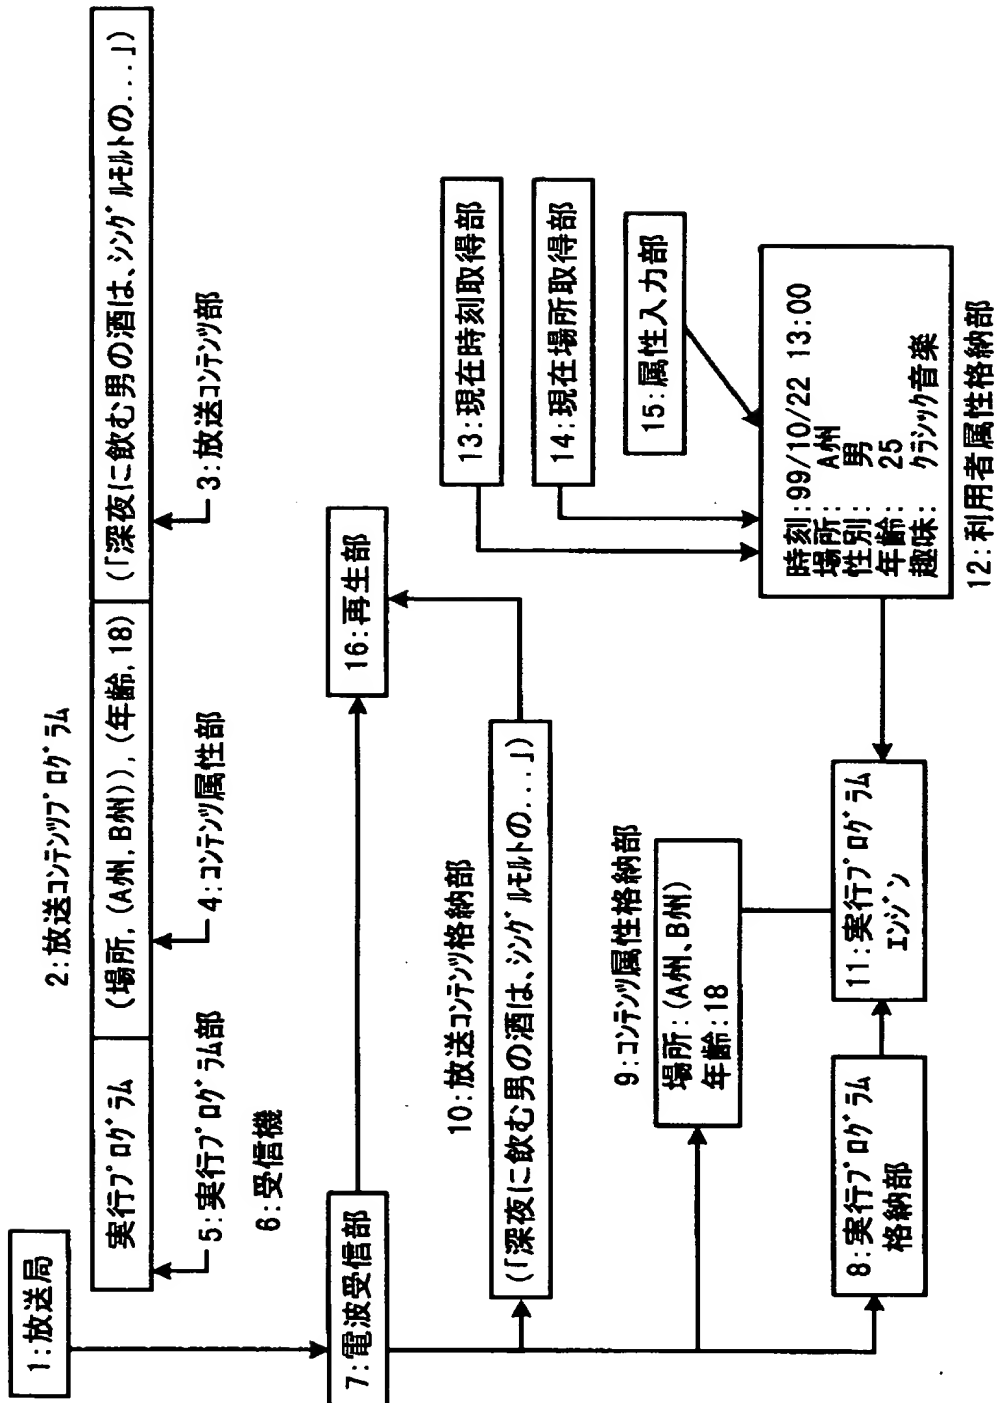 1:放送局
2:放送コンテンツプログラム
実行プログラム
(場所,(A州,B州)),(年齢,18)
(「深夜に飲む男の酒は、シングルモルトの...」)
5:実行プログラム部
4:コンテンツ属性部
3:放送コンテンツ部
6:受信機
7:電波受信部
16:再生部
10:放送コンテンツ格納部
(「深夜に飲む男の酒は、シングルモルトの...」)
13:現在時刻取得部
14:現在場所取得部
15:属性入力部
9:コンテンツ属性格納部
場所:(A州、B州)
年齢:18
8:実行プログラム
格納部
11:実行プログラム
エンジン
時刻:99/10/22 13:00
場所: A州
性別: 男
年齢: 25
趣味: クラシック音楽
12:利用者属性格納部